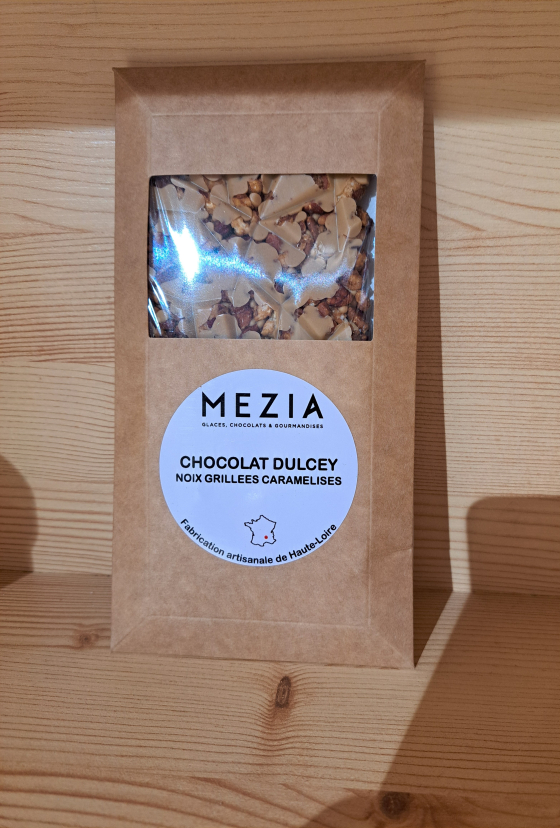 MEZIA
GLACES, CHOCOLATS & GOURMANDISES
CHOCOLAT DULCEY
NOIX GRILLEES CARAMELISES
Fabrication artisanale de Haute-Loire